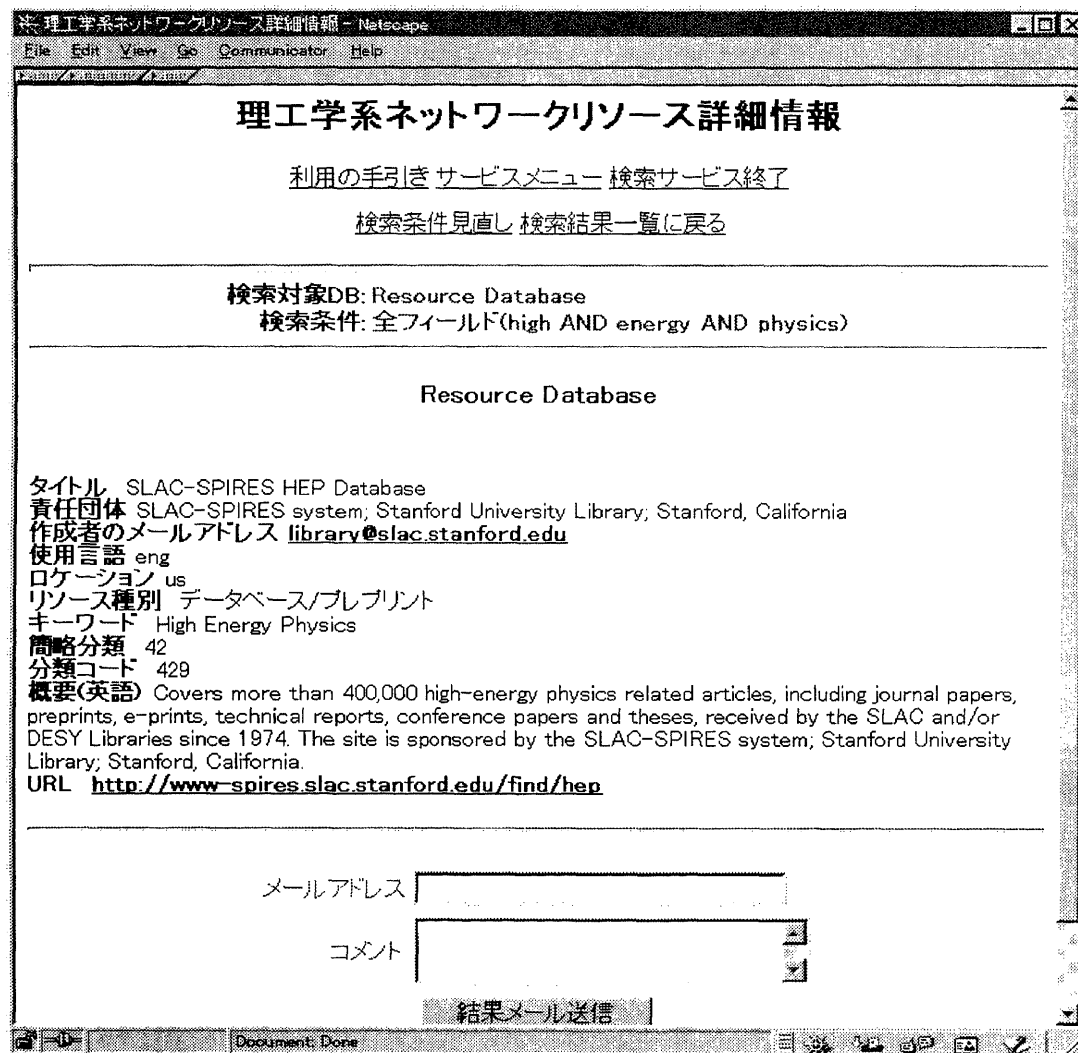 理工学系ネットワークリソース詳細情報 - Netscape
File Edit View Go Communicator Help
理工学系ネットワークリソース詳細情報
利用の手引き サービスメニュー 検索サービス終了
検索条件見直し 検索結果一覧に戻る
検索対象DB: Resource Database
検索条件: 全フィールド(high AND energy AND physics)
Resource Database
タイトル SLAC-SPIRES HEP Database
責任団体 SLAC-SPIRES system; Stanford University Library; Stanford, California
作成者のメールアドレス library@slac.stanford.edu
使用言語 eng
ロケーション us
リソース種別 データベース/プレプリント
キーワード High Energy Physics
簡略分類 42
分類コード 429
概要(英語) Covers more than 400,000 high-energy physics related articles, including journal papers,
preprints, e-prints, technical reports, conference papers and theses, received by the SLAC and/or
DESY Libraries since 1974. The site is sponsored by the SLAC-SPIRES system; Stanford University
Library; Stanford, California.
URL http://www-spires.slac.stanford.edu/find/hep
メールアドレス
コメント
結果メール送信
Document: Done